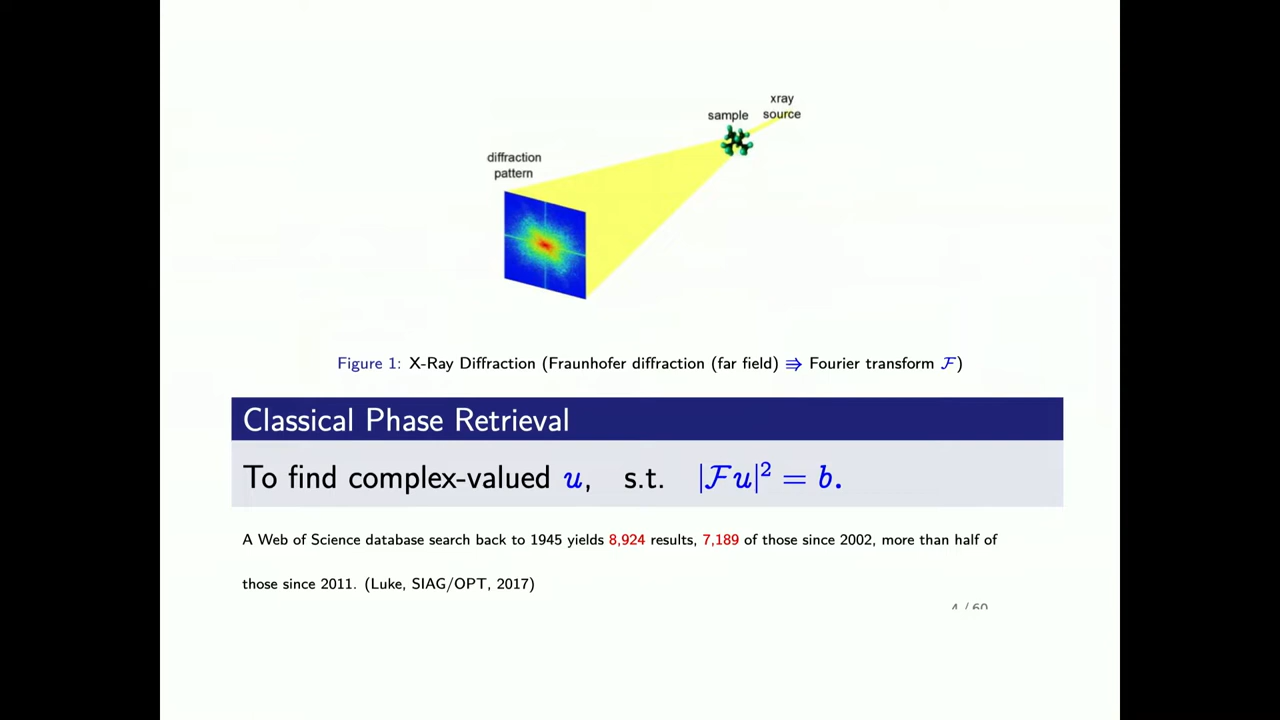 xray
source
sample
diffraction
pattern
Figure 1: X-Ray Diffraction (Fraunhofer diffraction (far field) ⇛ Fourier transform ℱ)
Classical Phase Retrieval
To find complex-valued u, s.t. |ℱu|² = b.
A Web of Science database search back to 1945 yields 8,924 results, 7,189 of those since 2002, more than half of
those since 2011. (Luke, SIAG/OPT, 2017)
4 / 60